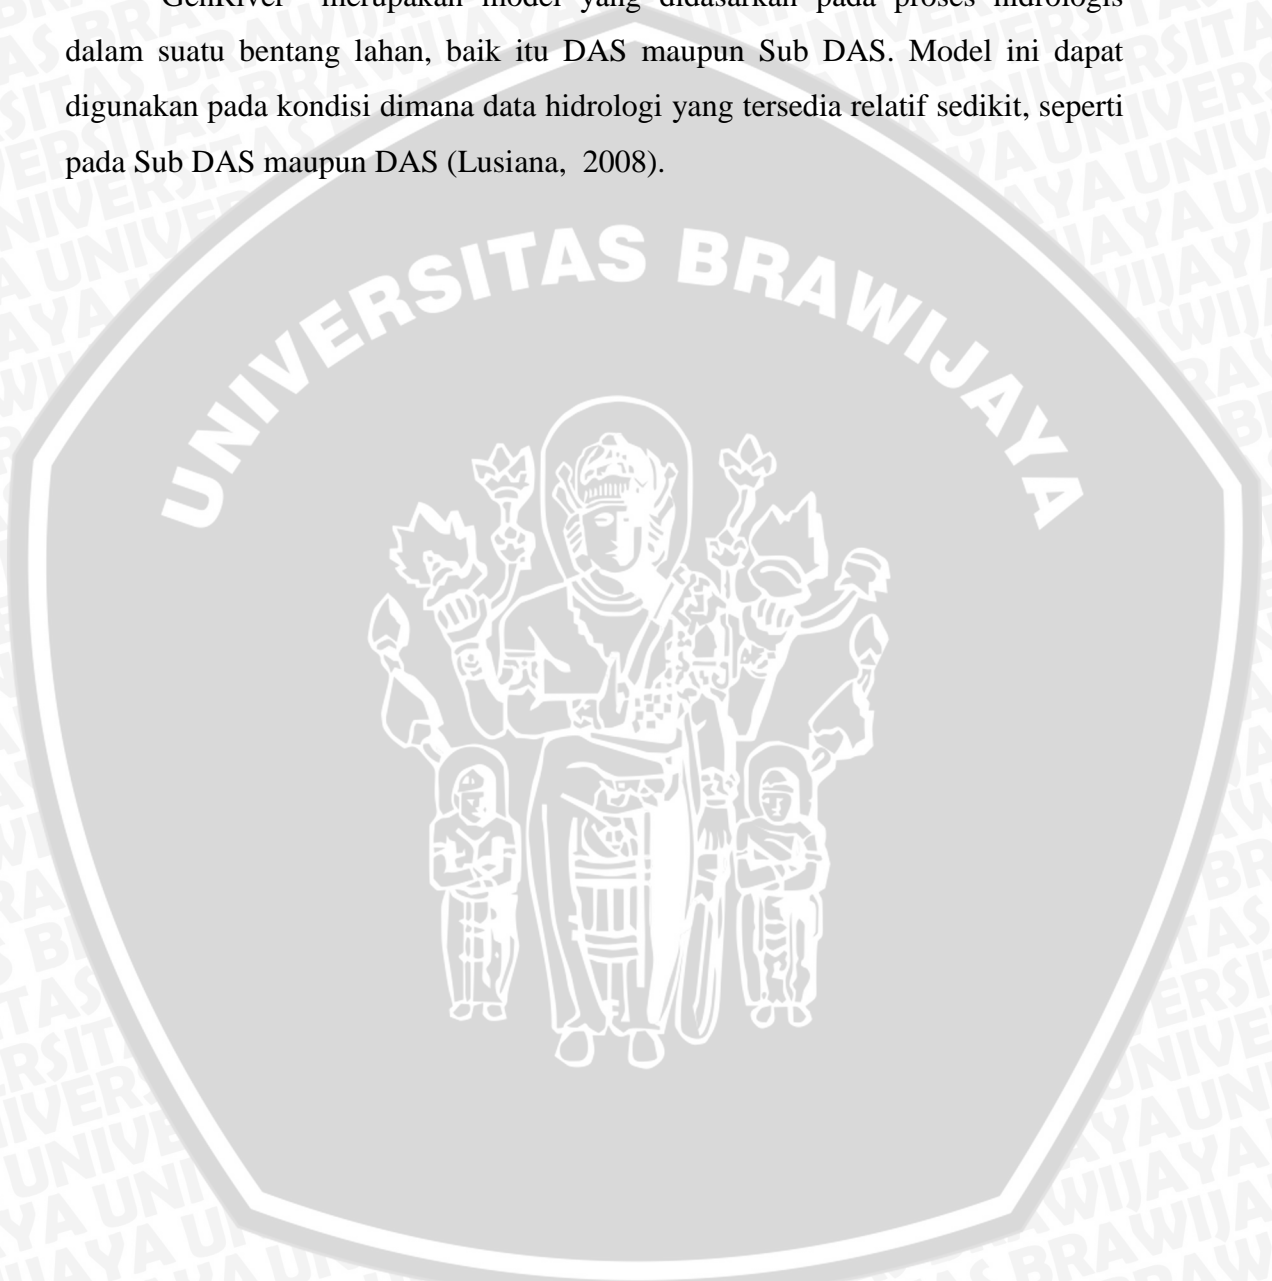 GenRiver merupakan model yang didasarkan pada proses hidrologis
dalam suatu bentang lahan, baik itu DAS maupun Sub DAS. Model ini dapat
digunakan pada kondisi dimana data hidrologi yang tersedia relatif sedikit, seperti
pada Sub DAS maupun DAS (Lusiana, 2008).
UNIVERSITAS BRAWIJAYA